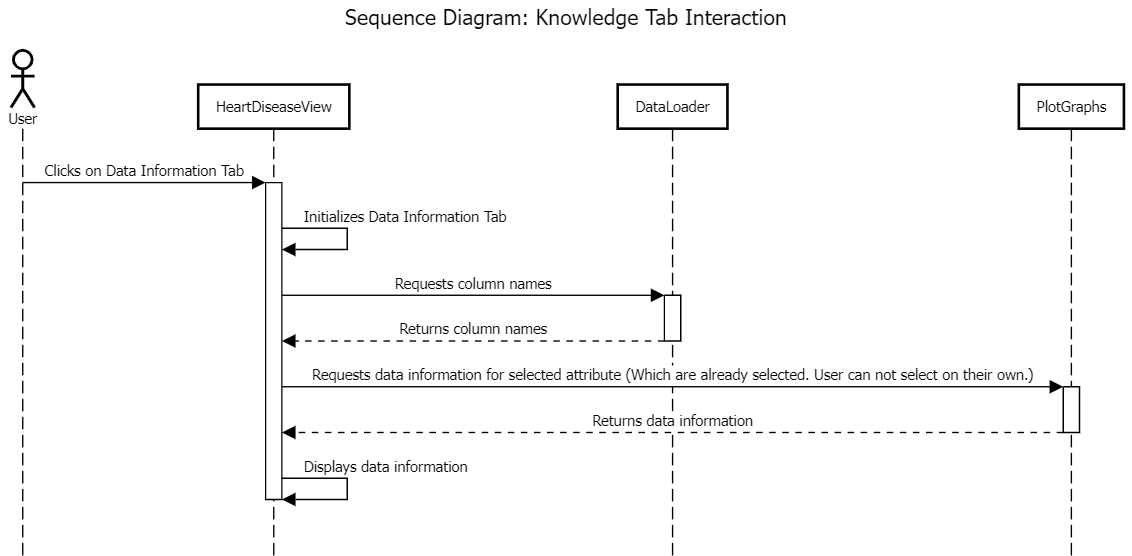 Sequence Diagram: Knowledge Tab Interaction
User
HeartDiseaseView
DataLoader
PlotGraphs
Clicks on Data Information Tab
Initializes Data Information Tab
Requests column names
Returns column names
Requests data information for selected attribute (Which are already selected. User can not select on their own.)
Returns data information
Displays data information